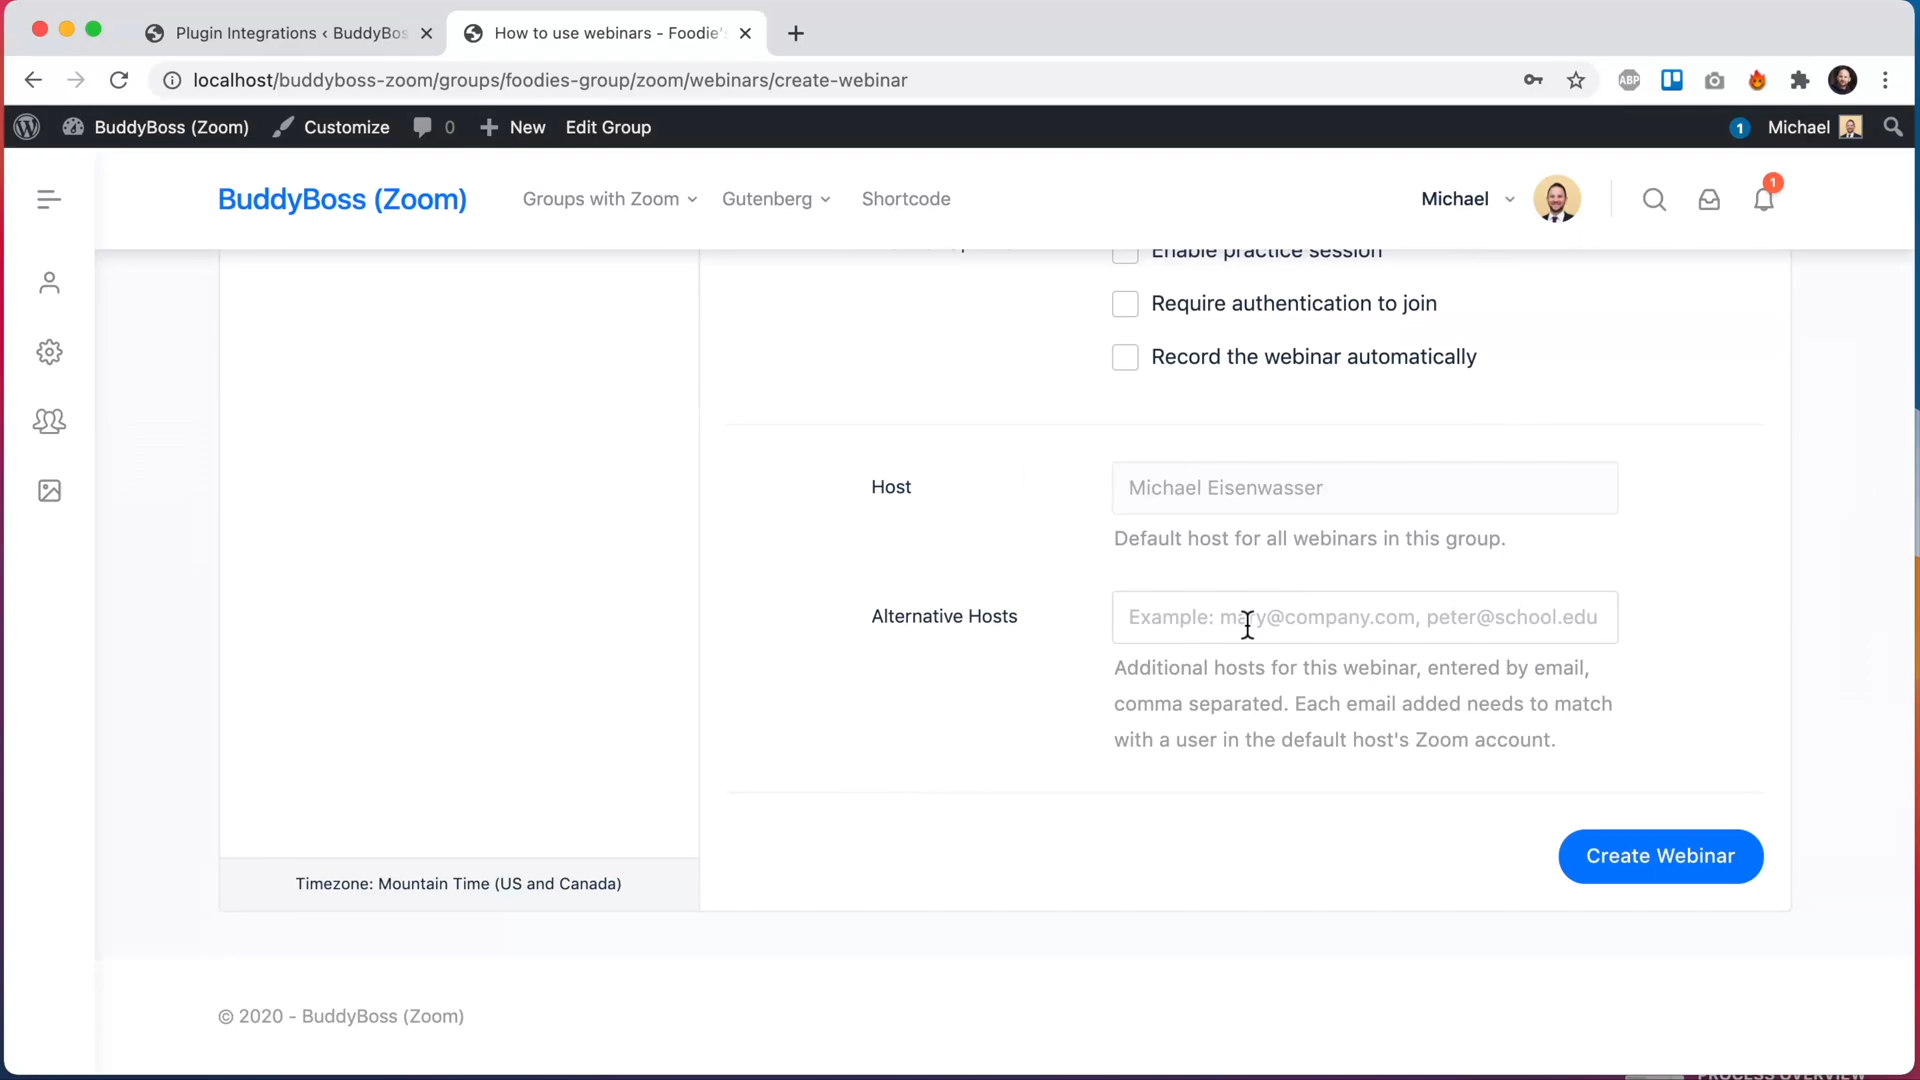 Plugin Integrations ‹ BuddyBos
How to use webinars - Foodie's
localhost/buddyboss-zoom/groups/foodies-group/zoom/webinars/create-webinar
ABP
BuddyBoss (Zoom)
Customize
0
New
Edit Group
1
Michael
BuddyBoss (Zoom)
Groups with Zoom
Gutenberg
Shortcode
Michael
1
Enable practice session
Require authentication to join
Record the webinar automatically
Host
Michael Eisenwasser
Default host for all webinars in this group.
Alternative Hosts
Example: mary@company.com, peter@school.edu
Additional hosts for this webinar, entered by email,
comma separated. Each email added needs to match
with a user in the default host's Zoom account.
Create Webinar
Timezone: Mountain Time (US and Canada)
© 2020 - BuddyBoss (Zoom)
PROCESS OVERVIEW